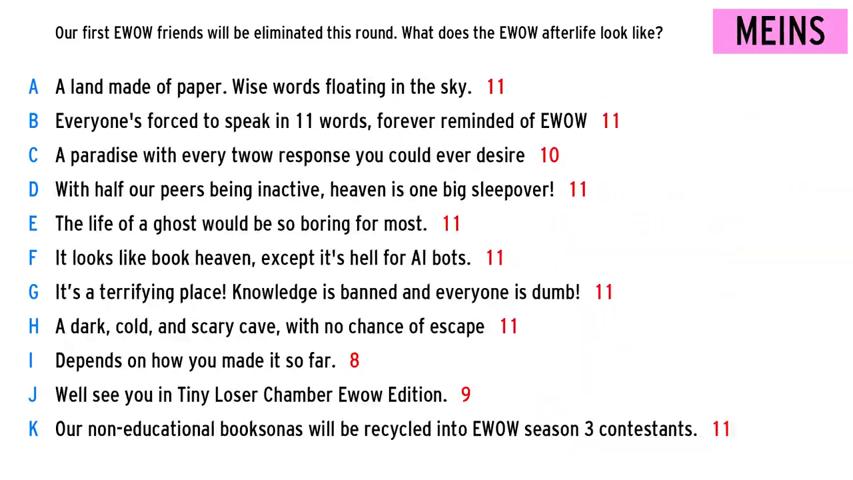 Our first EWOW friends will be eliminated this round. What does the EWOW afterlife look like?
MEINS
A A land made of paper. Wise words floating in the sky. 11
B Everyone's forced to speak in 11 words, forever reminded of EWOW 11
C A paradise with every twow response you could ever desire 10
D With half our peers being inactive, heaven is one big sleepover! 11
E The life of a ghost would be so boring for most. 11
F It looks like book heaven, except it's hell for AI bots. 11
G It’s a terrifying place! Knowledge is banned and everyone is dumb! 11
H A dark, cold, and scary cave, with no chance of escape 11
I Depends on how you made it so far. 8
J Well see you in Tiny Loser Chamber Ewow Edition. 9
K Our non-educational booksonas will be recycled into EWOW season 3 contestants. 11